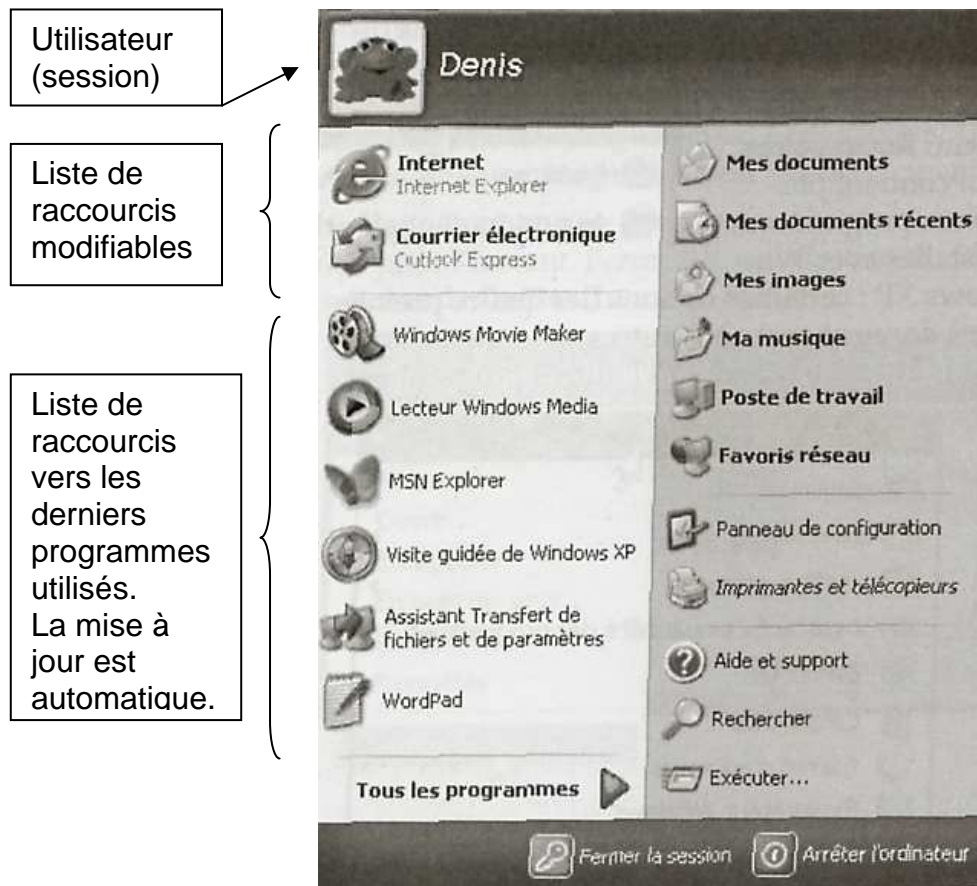 Utilisateur
(session)
Liste de
raccourcis
modifiables
Liste de
raccourcis
vers les
derniers
programmes
utilisés.
La mise à
jour est
automatique.
Denis
Internet
Internet Explorer
Courrier électronique
Outlook Express
Windows Movie Maker
Lecteur Windows Media
MSN Explorer
Visite guidée de Windows XP
Assistant Transfert de
fichiers et de paramètres
WordPad
Tous les programmes
Mes documents
Mes documents récents
Mes images
Ma musique
Poste de travail
Favoris réseau
Panneau de configuration
Imprimantes et télécopieurs
Aide et support
Rechercher
Exécuter...
Fermer la session
Arrêter l'ordinateur